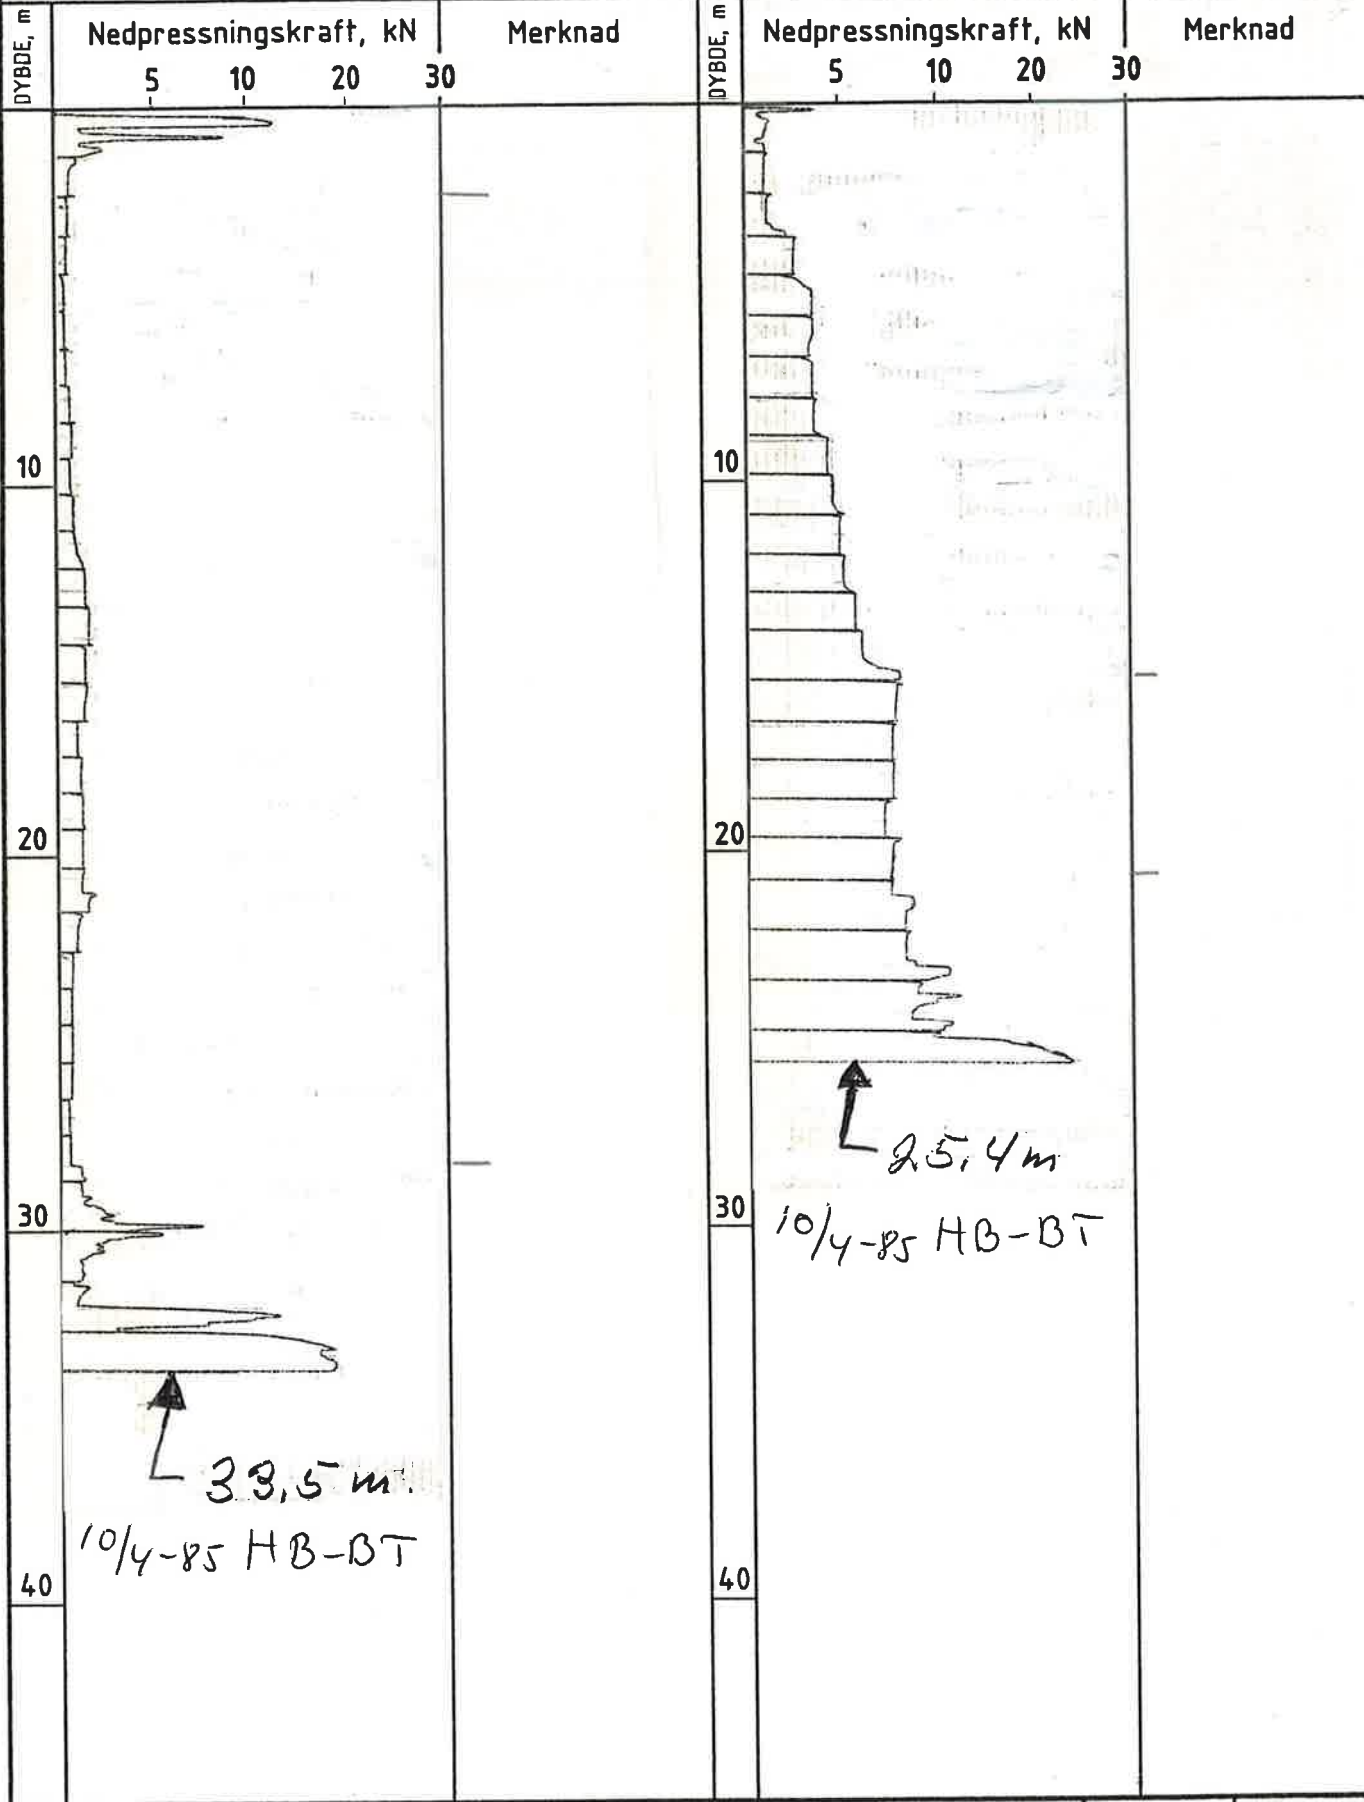 DYBDE, m
Nedpressningskraft, kN
Merknad
5 10 20 30
10
20
30
40
33,5 m.
10/4-85 HB-BT
DYBDE, m
Nedpressningskraft, kN
Merknad
5 10 20 30
10
20
30
40
25,4 m
10/4-85 HB-BT